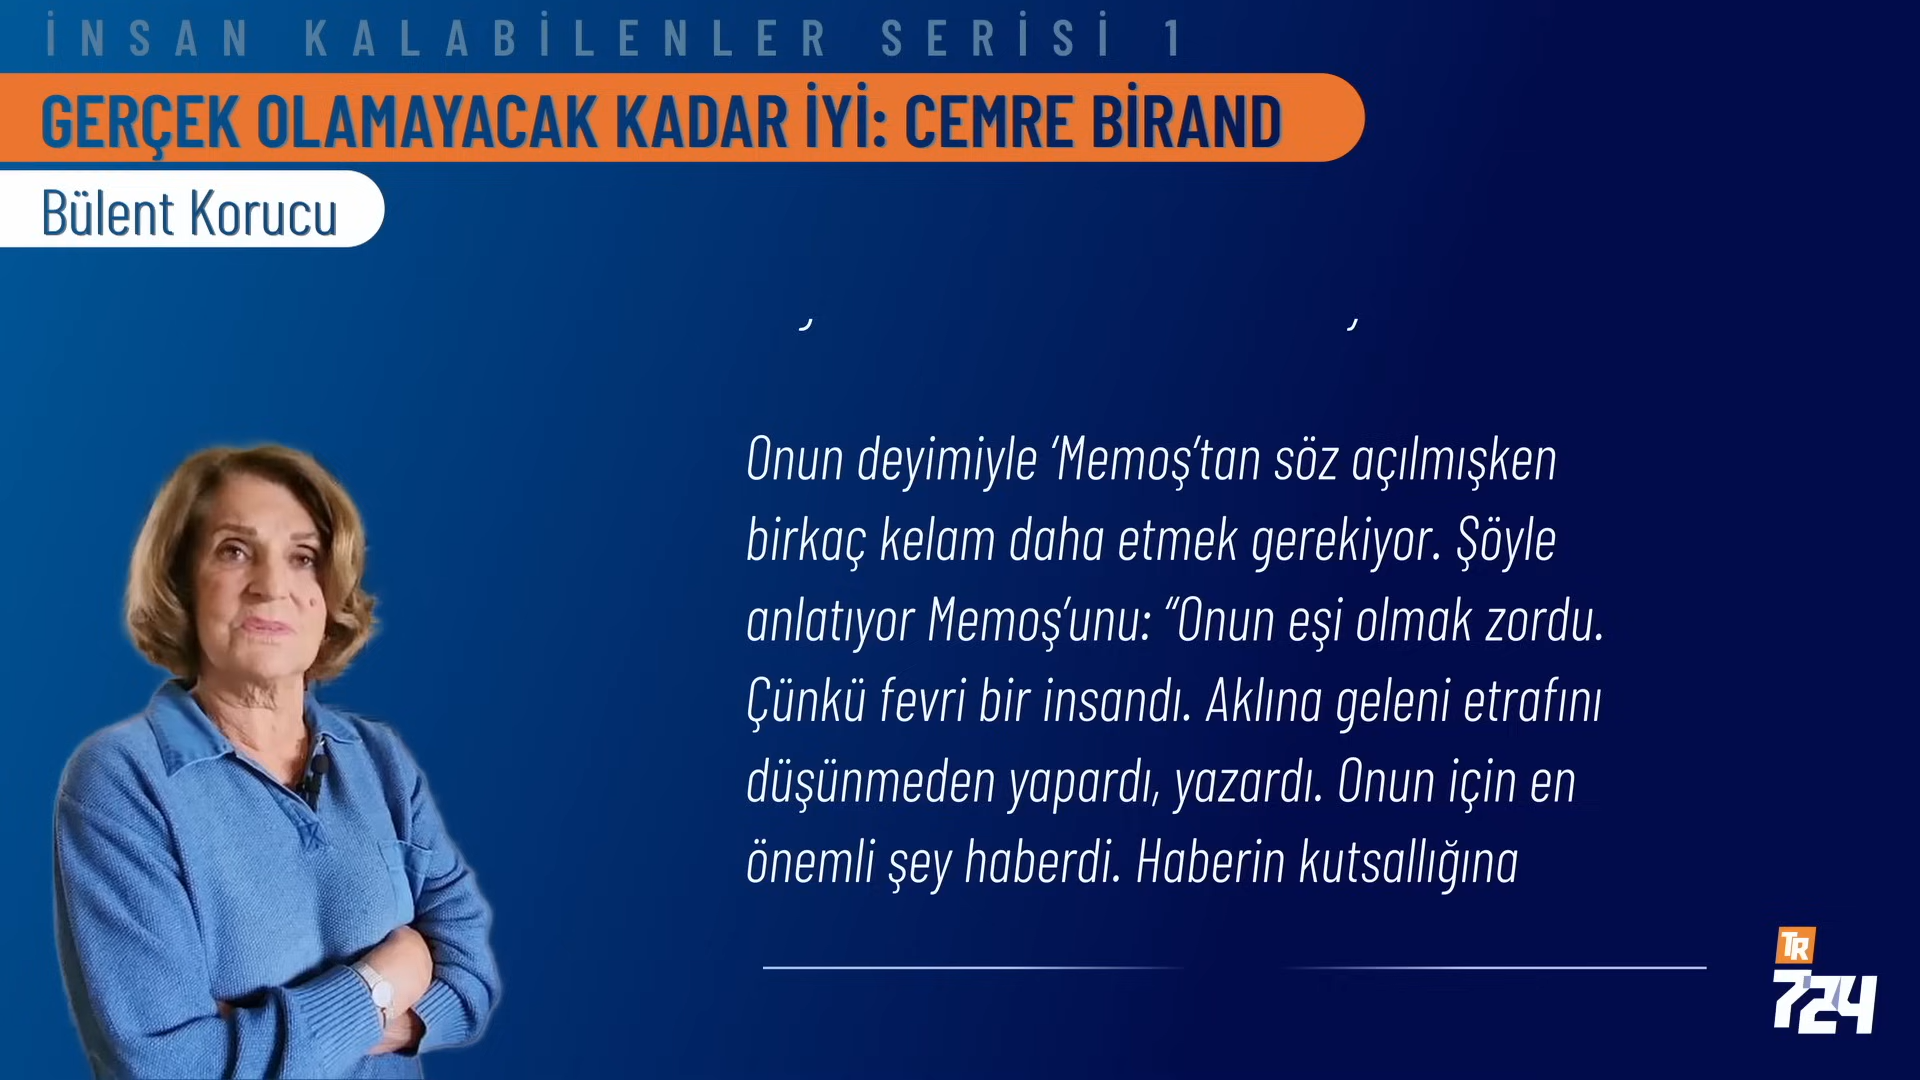 İNSAN KALABİLENLER SERİSİ 1
GERÇEK OLAMAYACAK KADAR İYİ: CEMRE BİRAND
Bülent Korucu
Onun deyimiyle ‘Memoş’tan söz açılmışken
birkaç kelam daha etmek gerekiyor. Şöyle
anlatıyor Memoş’unu: “Onun eşi olmak zordu.
Çünkü fevri bir insandı. Aklına geleni etrafını
düşünmeden yapardı, yazardı. Onun için en
önemli şey haberdi. Haberin kutsallığına
TR
724